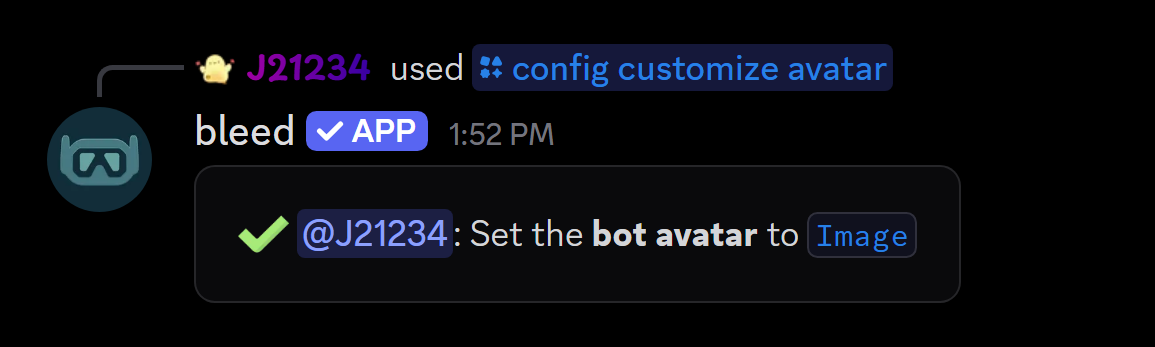 J21234 used config customize avatar
bleed APP 1:52 PM
@J21234: Set the bot avatar to Image